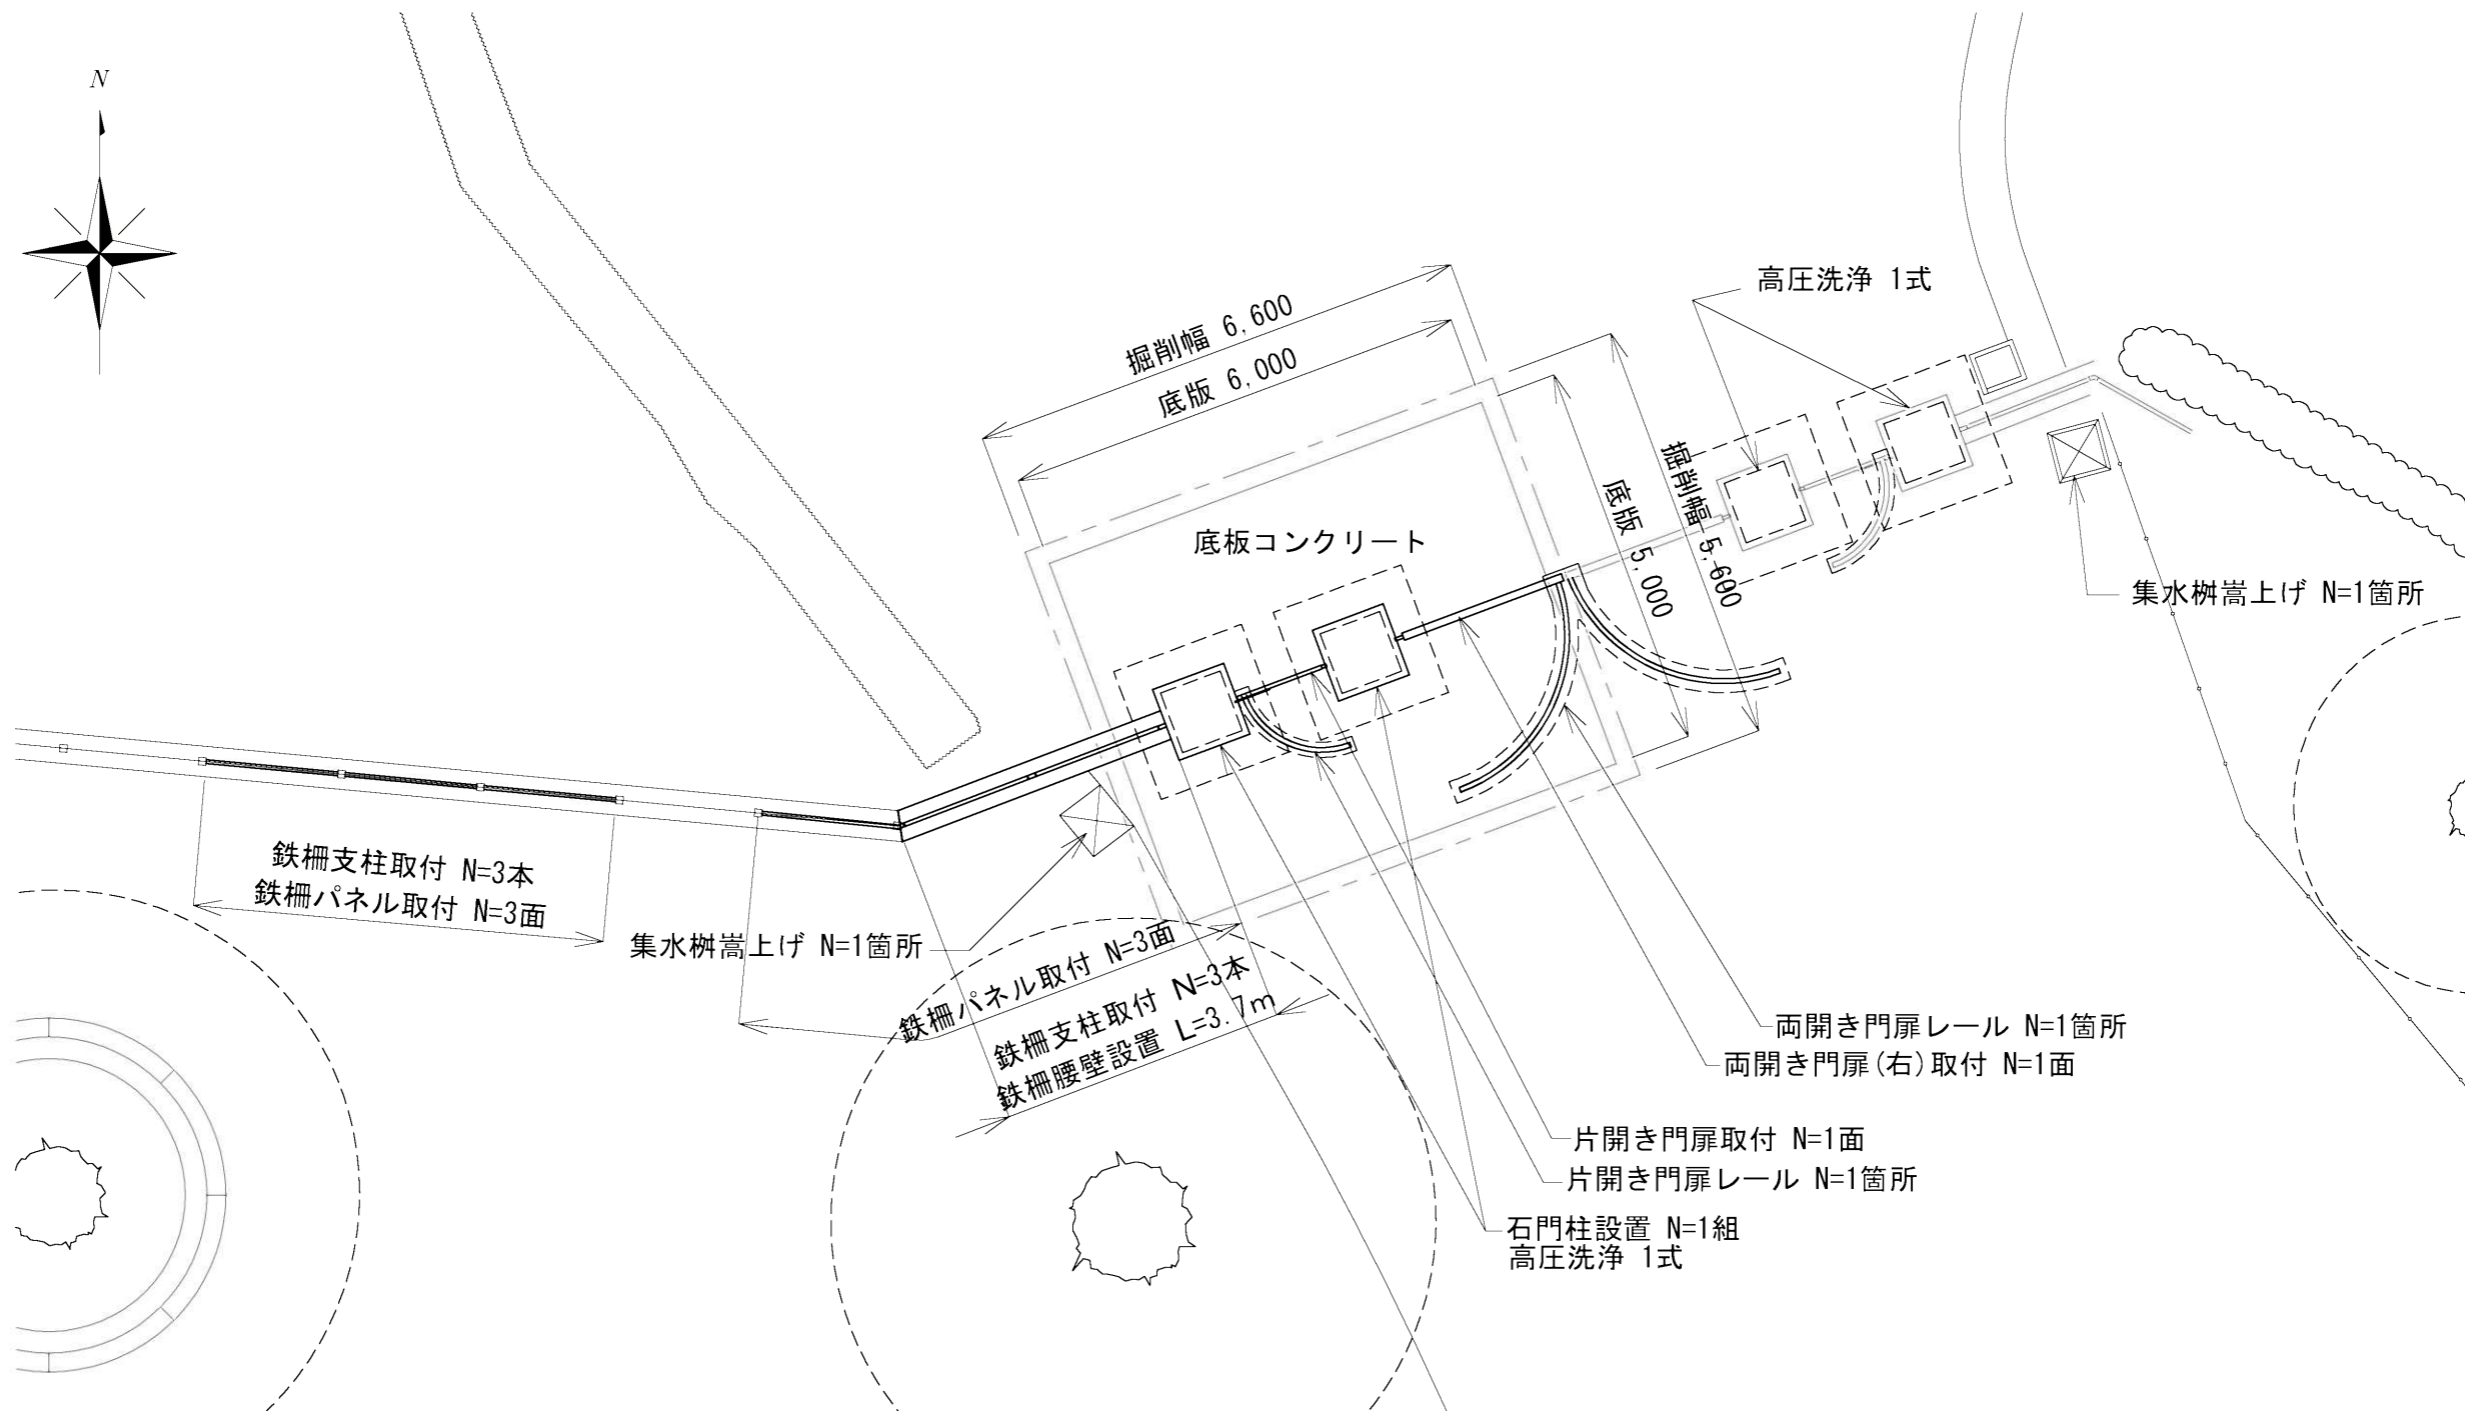 N
高圧洗浄 1式
掘削幅 6,600
底版 6,000
掘削幅 5,600
底版 5,000
底板コンクリート
集水桝嵩上げ N=1箇所
鉄柵支柱取付 N=3本
鉄柵パネル取付 N=3面
集水桝嵩上げ N=1箇所
鉄柵パネル取付 N=3面
鉄柵支柱取付 N=3本
鉄柵腰壁設置 L=3.7m
両開き門扉レール N=1箇所
両開き門扉(右)取付 N=1面
片開き門扉取付 N=1面
片開き門扉レール N=1箇所
石門柱設置 N=1組
高圧洗浄 1式